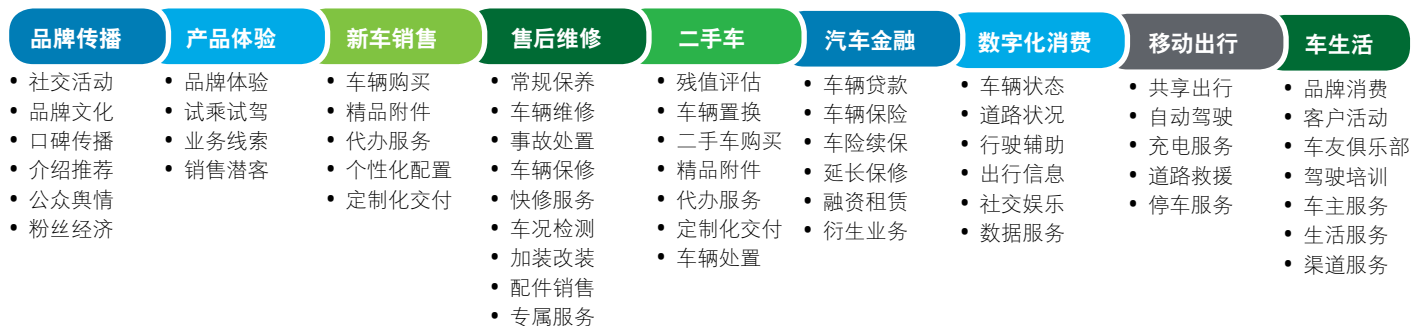 品牌传播
• 社交活动
• 品牌文化
• 口碑传播
• 介绍推荐
• 公众舆情
• 粉丝经济
产品体验
• 品牌体验
• 试乘试驾
• 业务线索
• 销售潜客
新车销售
• 车辆购买
• 精品附件
• 代办服务
• 个性化配置
• 定制化交付
售后维修
• 常规保养
• 车辆维修
• 事故处置
• 车辆保修
• 快修服务
• 车况检测
• 加装改装
• 配件销售
• 专属服务
二手车
• 残值评估
• 车辆置换
• 二手车购买
• 精品附件
• 代办服务
• 定制化交付
• 车辆处置
汽车金融
• 车辆贷款
• 车辆保险
• 车险续保
• 延长保修
• 融资租赁
• 衍生业务
数字化消费
• 车辆状态
• 道路状况
• 行驶辅助
• 出行信息
• 社交娱乐
• 数据服务
移动出行
• 共享出行
• 自动驾驶
• 充电服务
• 道路救援
• 停车服务
车生活
• 品牌消费
• 客户活动
• 车友俱乐部
• 驾驶培训
• 车主服务
• 生活服务
• 渠道服务